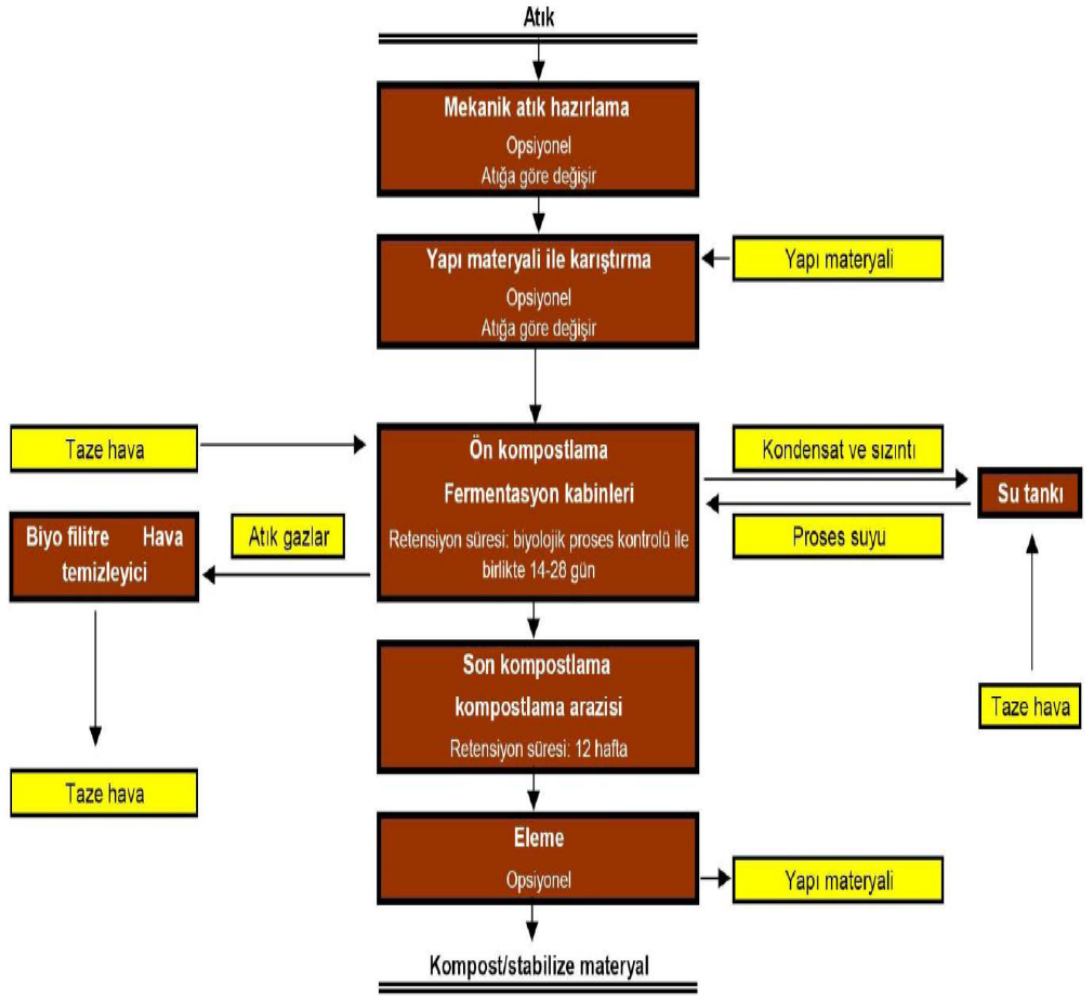 Atık
Mekanik atık hazırlama
Opsiyonel
Atığa göre değişir
Yapı materyali ile karıştırma
Opsiyonel
Atığa göre değişir
Yapı materyali
Taze hava
Ön kompostlama
Fermentasyon kabinleri
Retensiyon süresi: biyolojik proses kontrolü ile
birlikte 14-28 gün
Kondensat ve sızıntı
Su tankı
Proses suyu
Biyo filitre Hava
temizleyici
Atık gazlar
Son kompostlama
kompostlama arazisi
Retensiyon süresi: 12 hafta
Taze hava
Taze hava
Eleme
Opsiyonel
Yapı materyali
Kompost/stabilize materyal